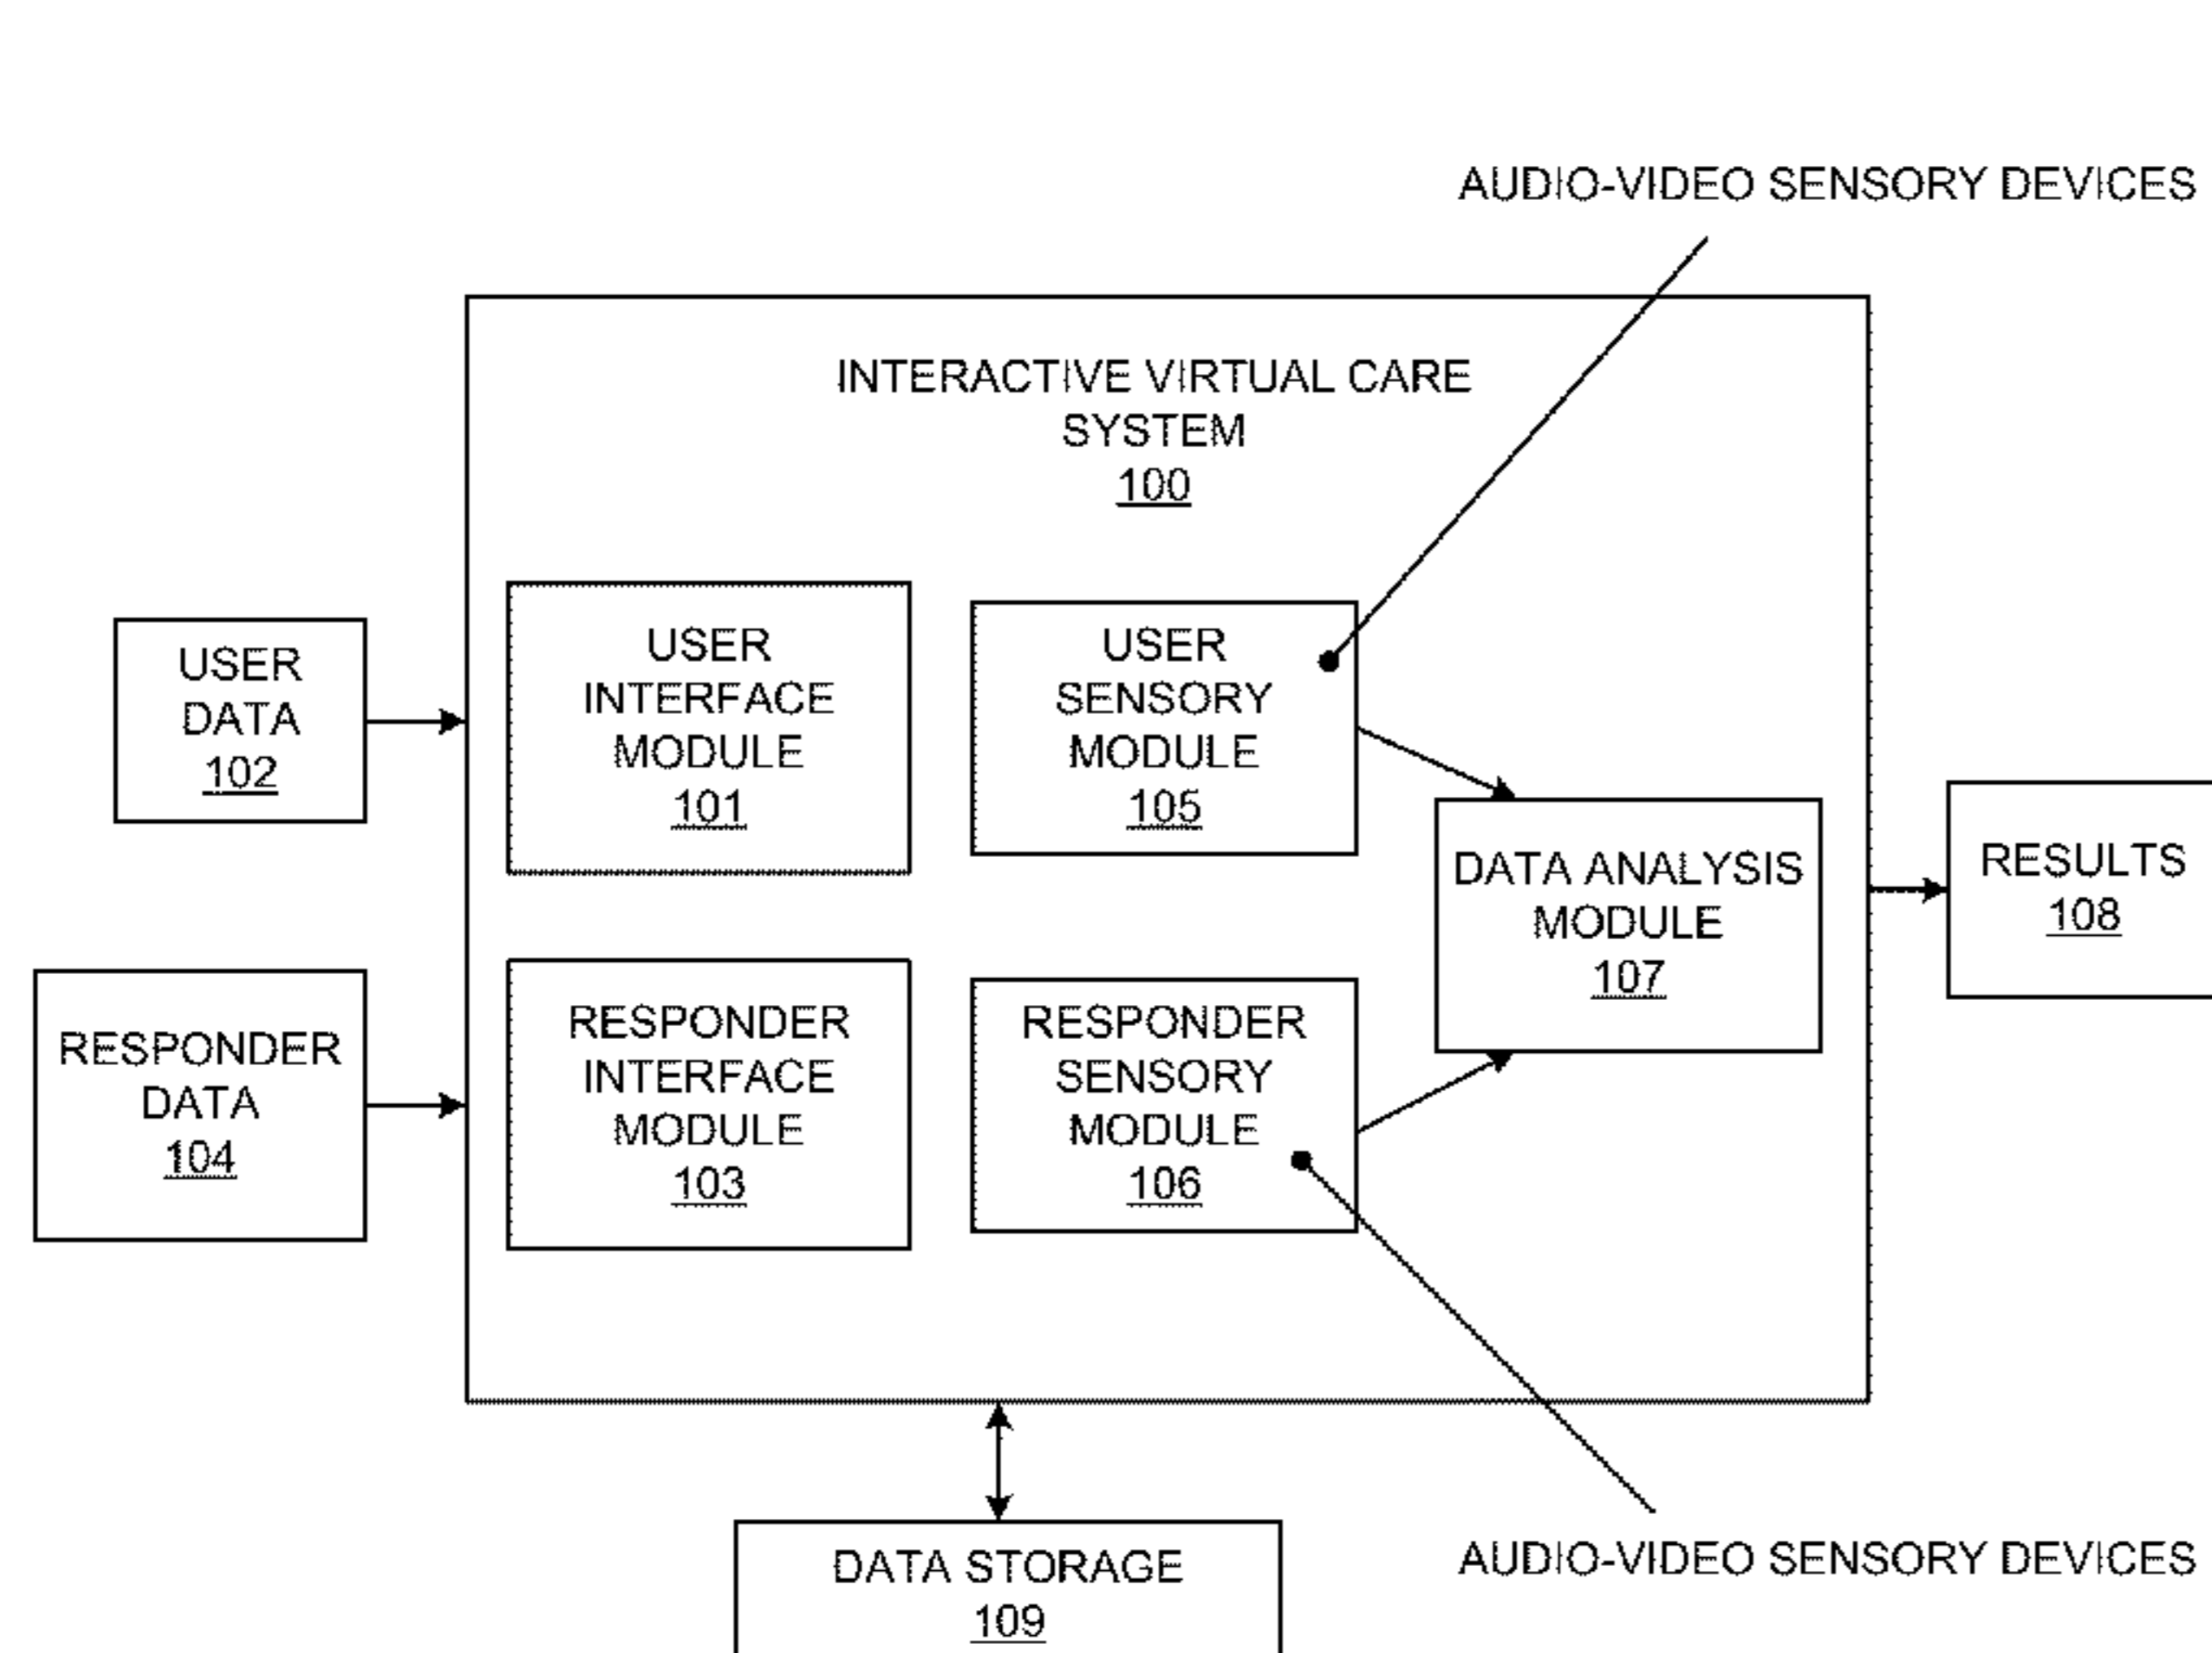 AUDIO-VIDEO SENSORY DEVICES
INTERACTIVE VIRTUAL CARE
SYSTEM
100
USER
DATA
102
USER
INTERFACE
MODULE
101
USER
SENSORY
MODULE
105
DATA ANALYSIS
MODULE
107
RESULTS
108
RESPONDER
DATA
104
RESPONDER
INTERFACE
MODULE
103
RESPONDER
SENSORY
MODULE
106
DATA STORAGE
109
AUDIO-VIDEO SENSORY DEVICES